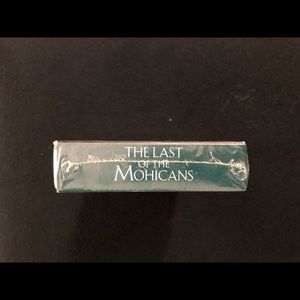 THE LAST
OF THE
MOHICANS